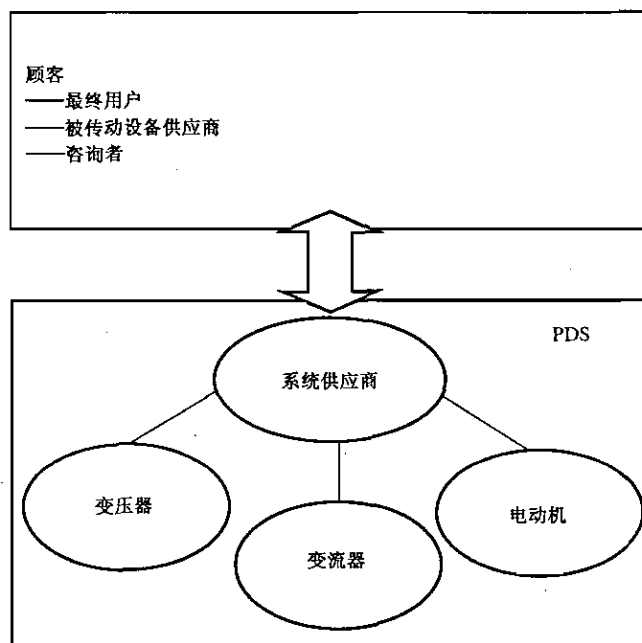 顾客
——最终用户
——被传动设备供应商
——咨询者
PDS
系统供应商
变压器
变流器
电动机